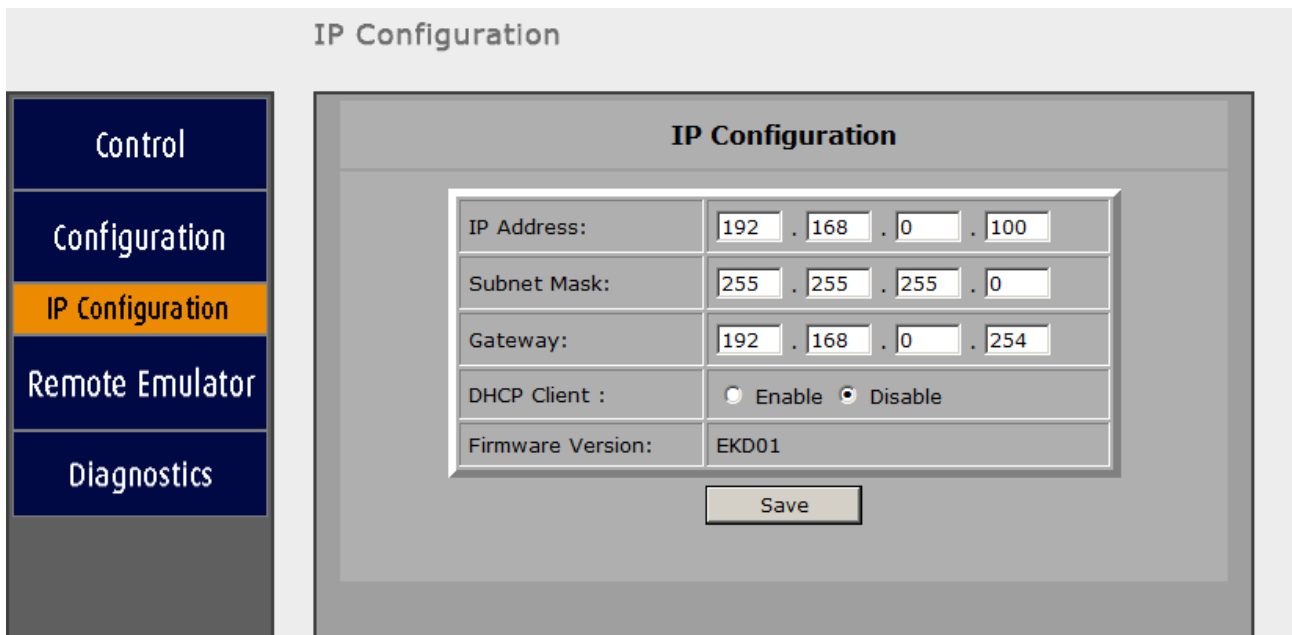 IP Configuration
Control
Configuration
IP Configuration
Remote Emulator
Diagnostics
IP Configuration
IP Address: 192 . 168 . 0 . 100
Subnet Mask: 255 . 255 . 255 . 0
Gateway: 192 . 168 . 0 . 254
DHCP Client : Enable Disable
Firmware Version: EKD01
Save